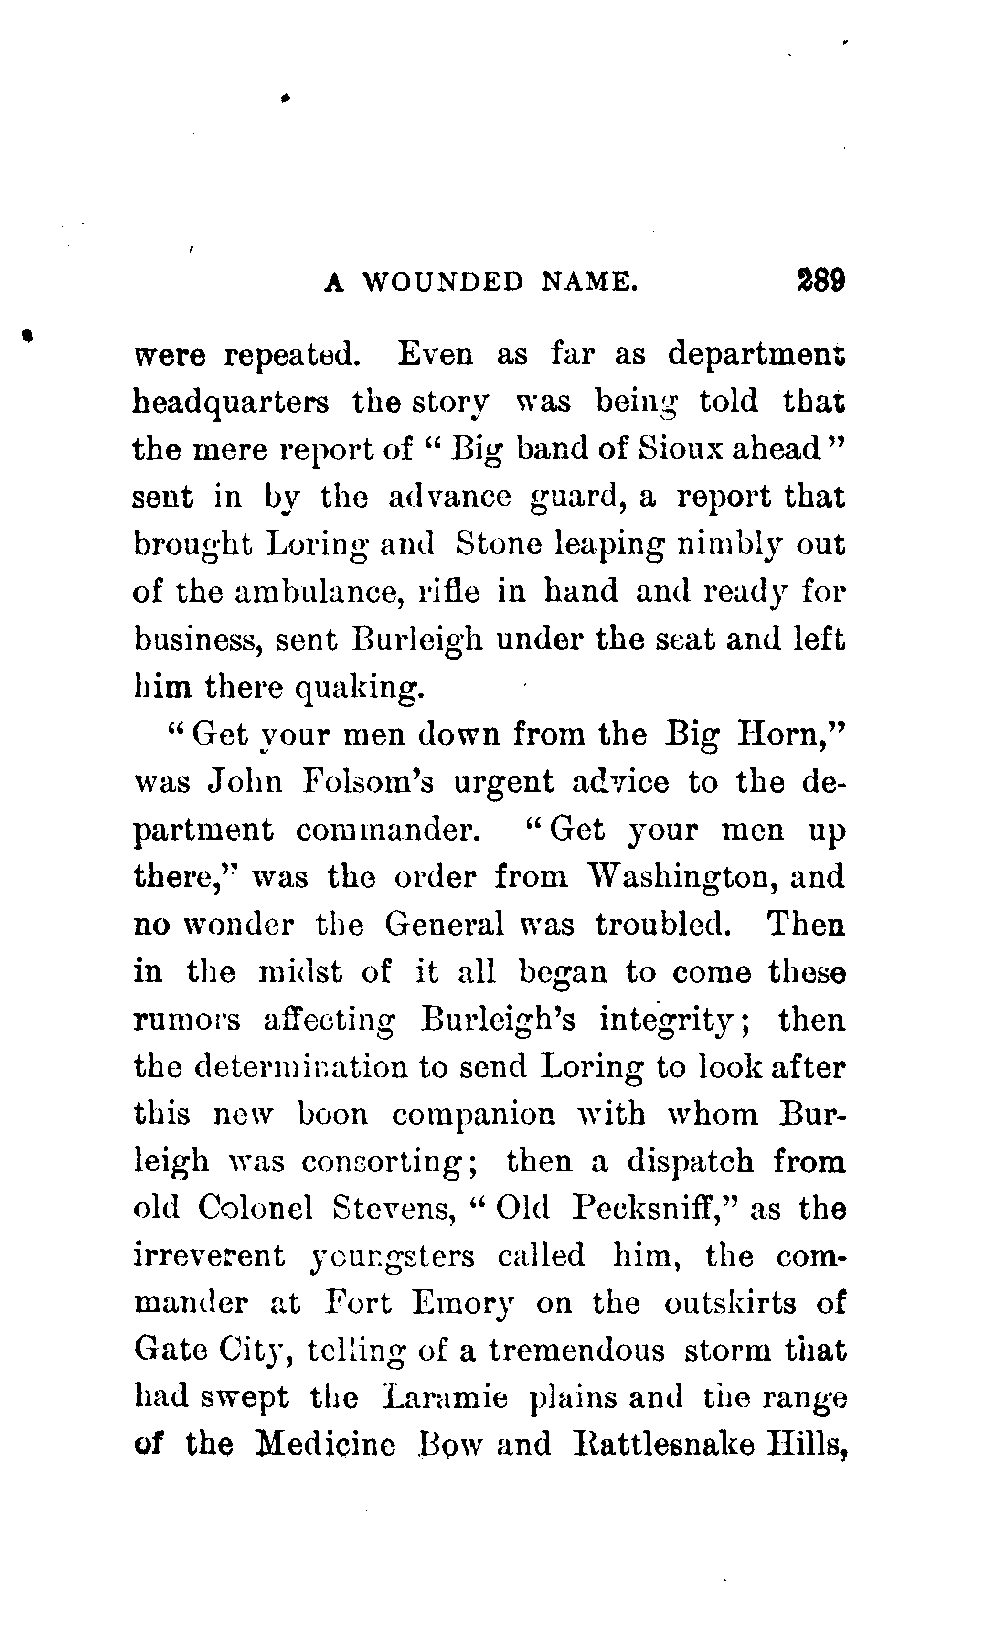 A WOUNDED NAME. 289
were repeated. Even as far as department
headquarters the story was being told that
the mere report of “ Big band of Sioux ahead ”
sent in by the advance guard, a report that
brought Loring and Stone leaping nimbly out
of the ambulance, rifle in hand and ready for
business, sent Burleigh under the seat and left
him there quaking.
“ Get your men down from the Big Horn,”
was John Folsom’s urgent advice to the de-
partment commander. “ Get your men up
there,” was the order from Washington, and
no wonder the General was troubled. Then
in the midst of it all began to come these
rumors affecting Burleigh’s integrity; then
the determination to send Loring to look after
this new boon companion with whom Bur-
leigh was consorting; then a dispatch from
old Colonel Stevens, “ Old Pecksniff,” as the
irreverent youngsters called him, the com-
mander at Fort Emory on the outskirts of
Gate City, telling of a tremendous storm that
had swept the Laramie plains and the range
of the Medicine Bow and Rattlesnake Hills,